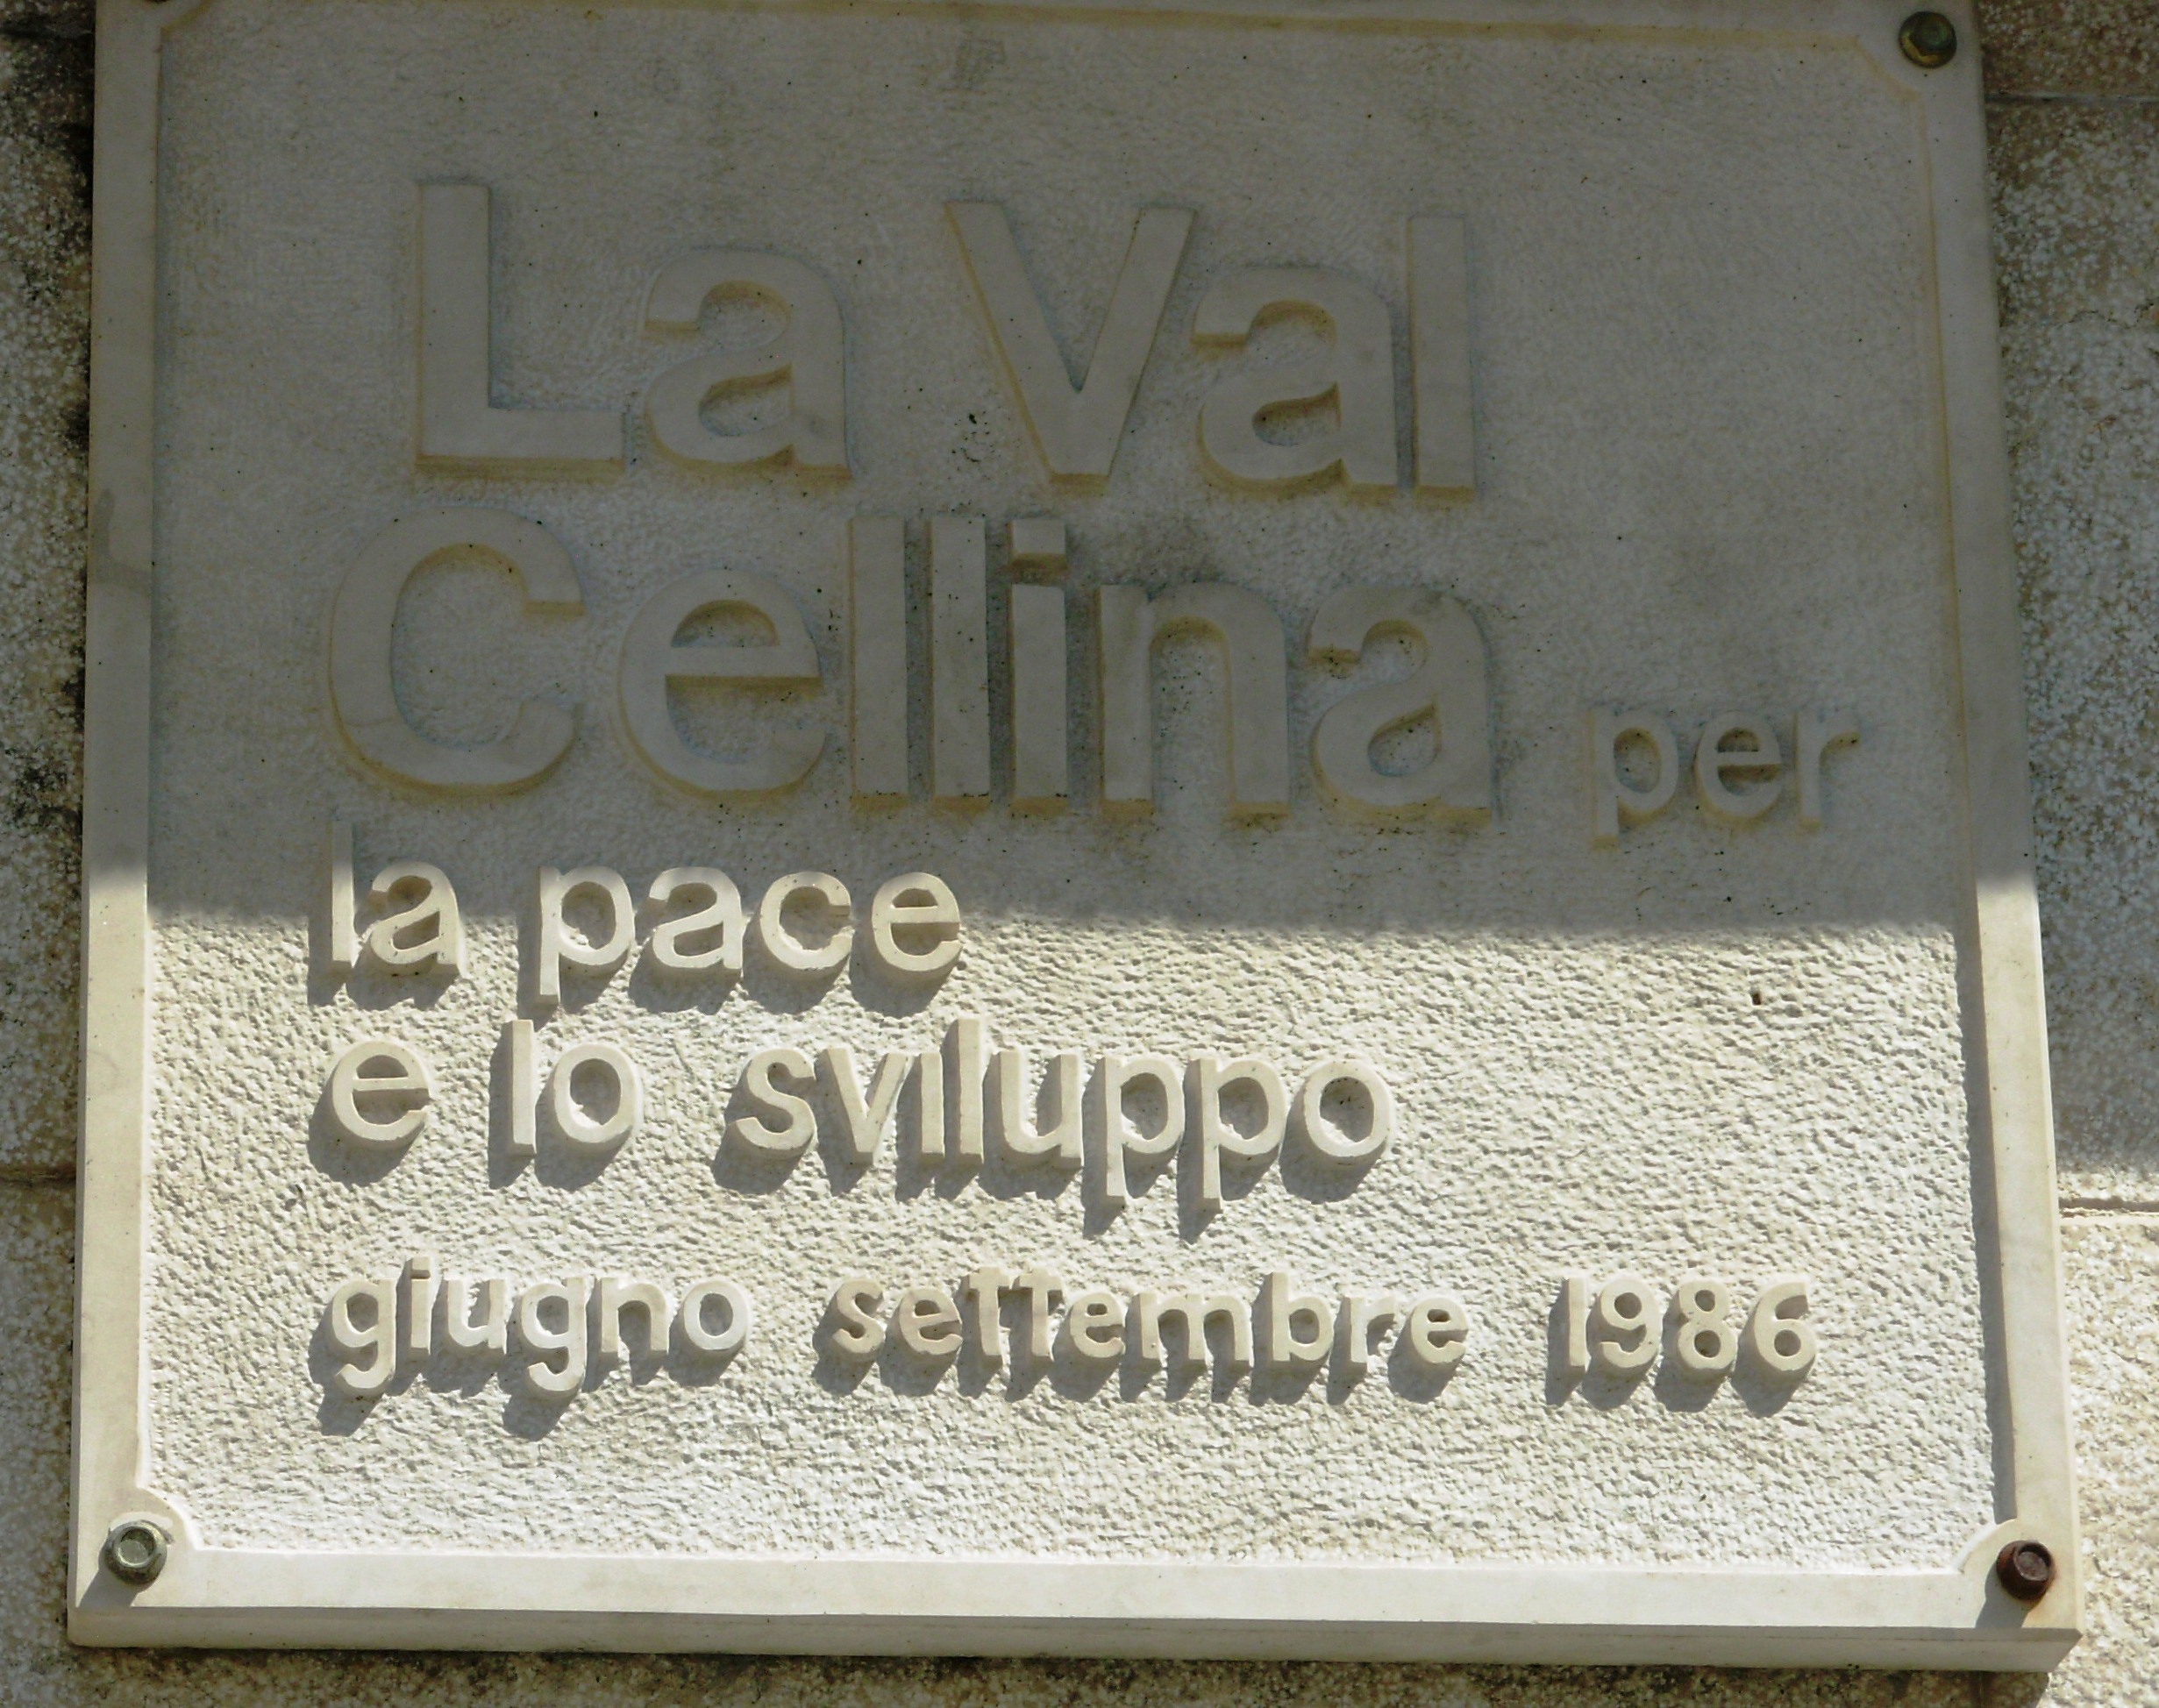 La Val
Cellina per
la pace
e lo sviluppo
giugno settembre 1986